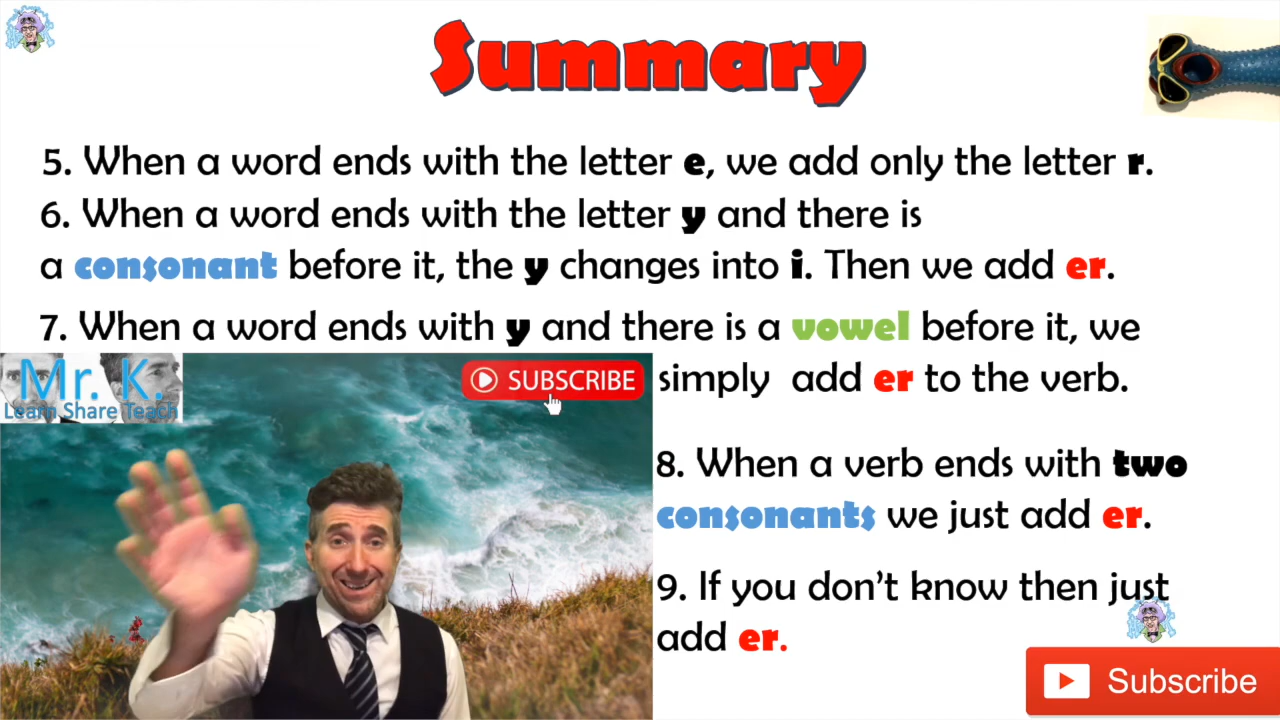 Summary
5. When a word ends with the letter e, we add only the letter r.
6. When a word ends with the letter y and there is
a consonant before it, the y changes into i. Then we add er.
7. When a word ends with y and there is a vowel before it, we
simply add er to the verb.
Mr. K.
Learn Share Teach
SUBSCRIBE
8. When a verb ends with two
consonants we just add er.
9. If you don't know then just
add er.
Subscribe